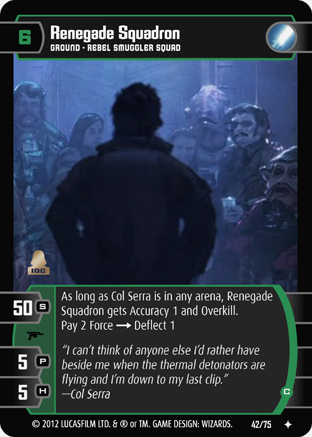 6
Renegade Squadron
GROUND - REBEL SMUGGLER SQUAD
50 S
5 P
5 H
As long as Col Serra is in any arena, Renegade
Squadron gets Accuracy 1 and Overkill.
Pay 2 Force → Deflect 1
“I can’t think of anyone else I’d rather have
beside me when the thermal detonators are
flying and I’m down to my last clip.”
—Col Serra
C
© 2012 LUCASFILM LTD. & ® OR TM. GAME DESIGN: WIZARDS.
42/75